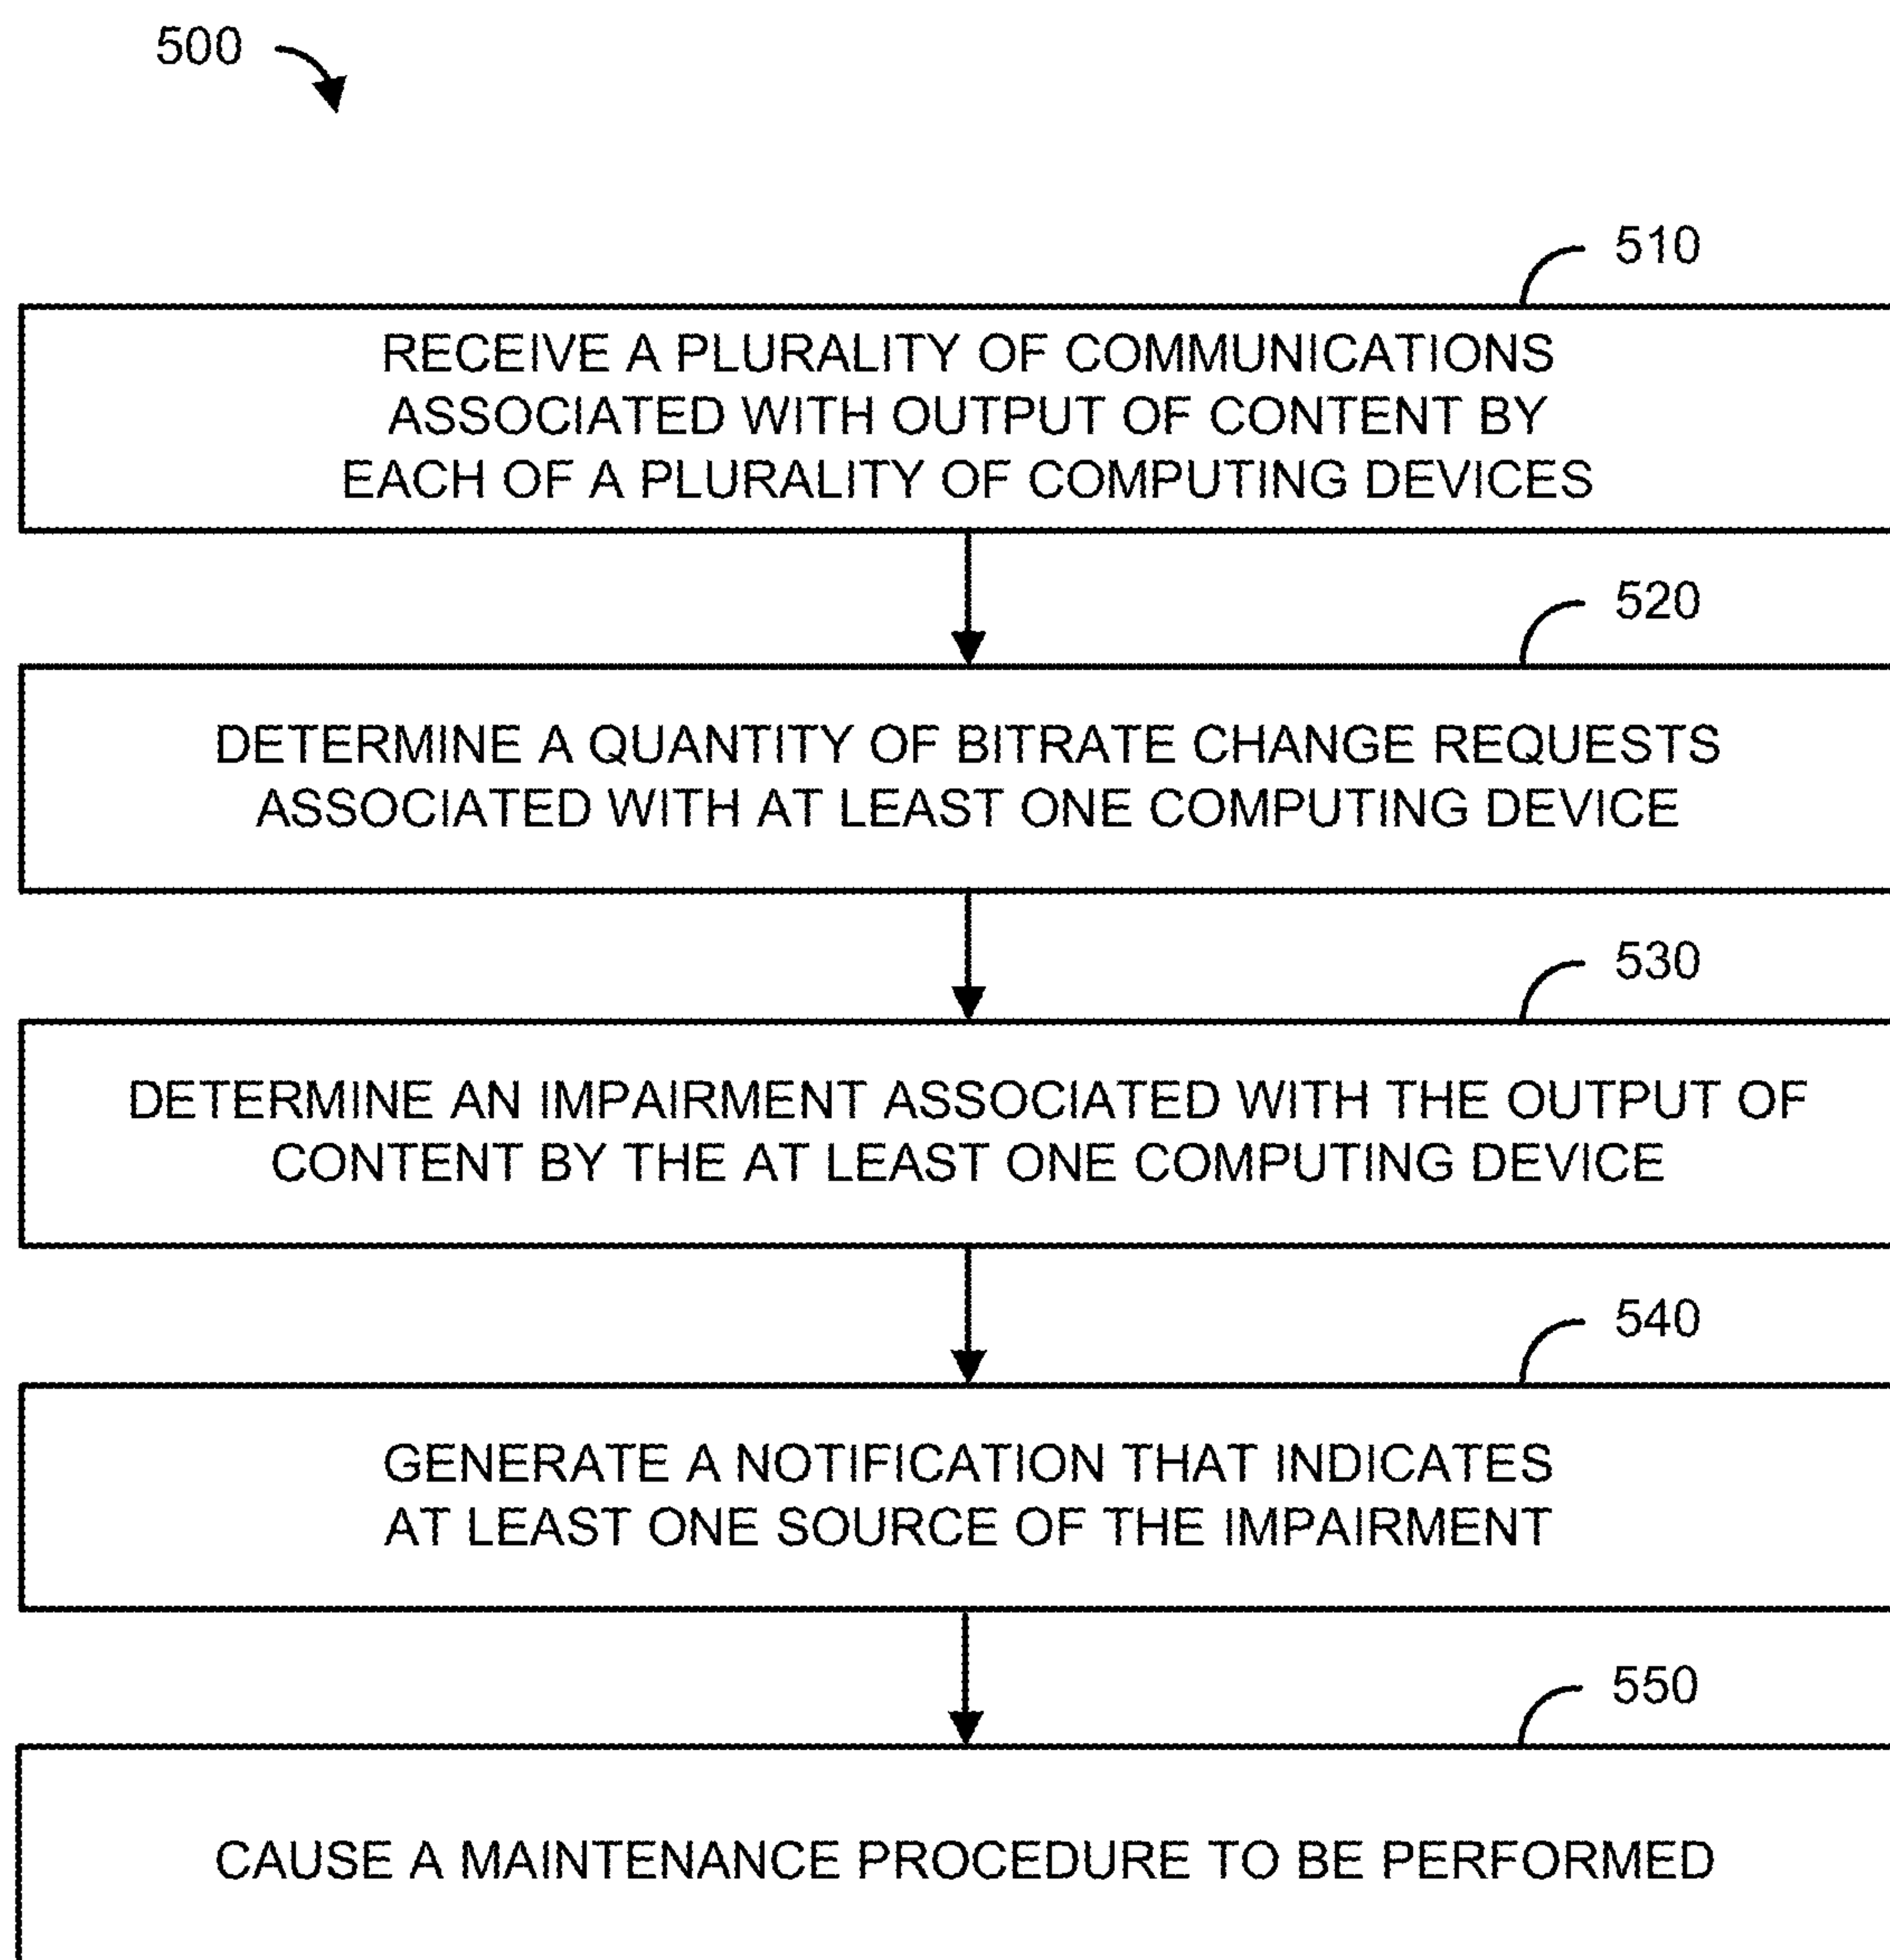 500
510
RECEIVE A PLURALITY OF COMMUNICATIONS
ASSOCIATED WITH OUTPUT OF CONTENT BY
EACH OF A PLURALITY OF COMPUTING DEVICES
520
DETERMINE A QUANTITY OF BITRATE CHANGE REQUESTS
ASSOCIATED WITH AT LEAST ONE COMPUTING DEVICE
530
DETERMINE AN IMPAIRMENT ASSOCIATED WITH THE OUTPUT OF
CONTENT BY THE AT LEAST ONE COMPUTING DEVICE
540
GENERATE A NOTIFICATION THAT INDICATES
AT LEAST ONE SOURCE OF THE IMPAIRMENT
550
CAUSE A MAINTENANCE PROCEDURE TO BE PERFORMED